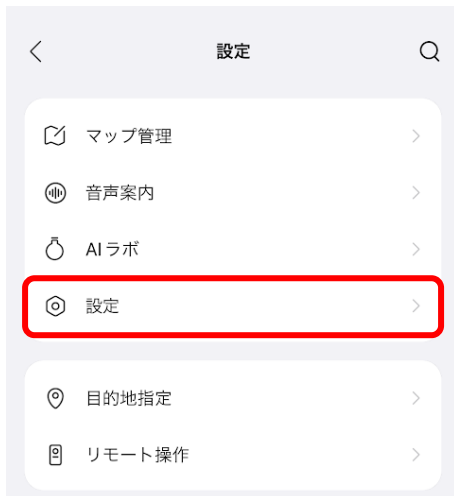 設定
マップ管理
音声案内
AIラボ
設定
目的地指定
リモート操作